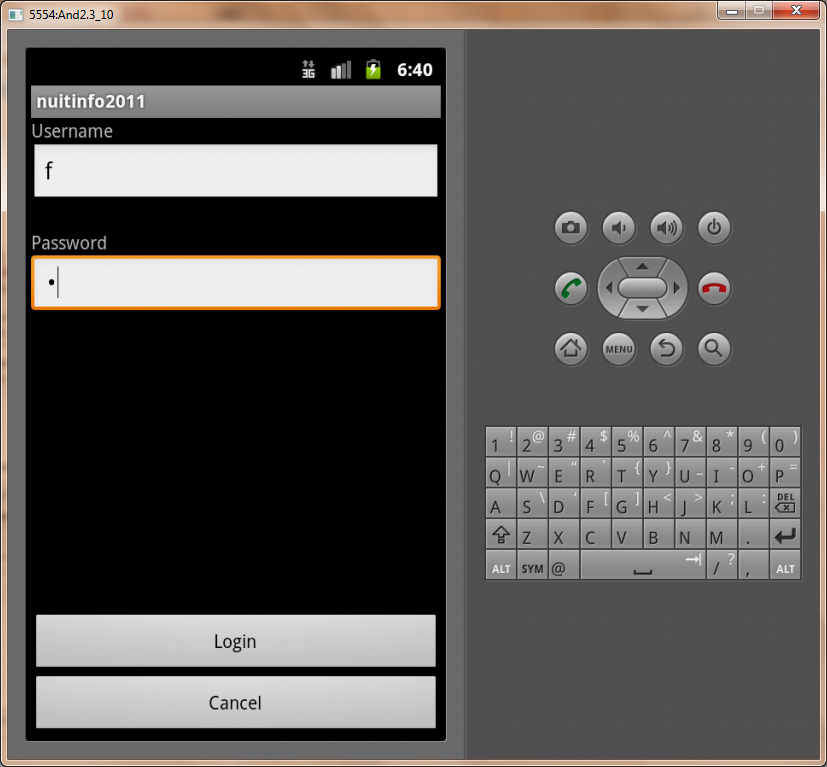 5554:And2.3_10
3G 6:40
nuitinfo2011
Username
f
Password
•
Login
Cancel
MENU
1 ! 2 @ 3 # 4 $ 5 % 6 ^ 7 & 8 * 9 ( 0 )
Q | W ~ E " R ` T { Y } U _ I - O + P =
A S \ D ' F [ G ] H < J > K ; L : DEL
Z X C V B N M .
ALT SYM @ / ? , ALT